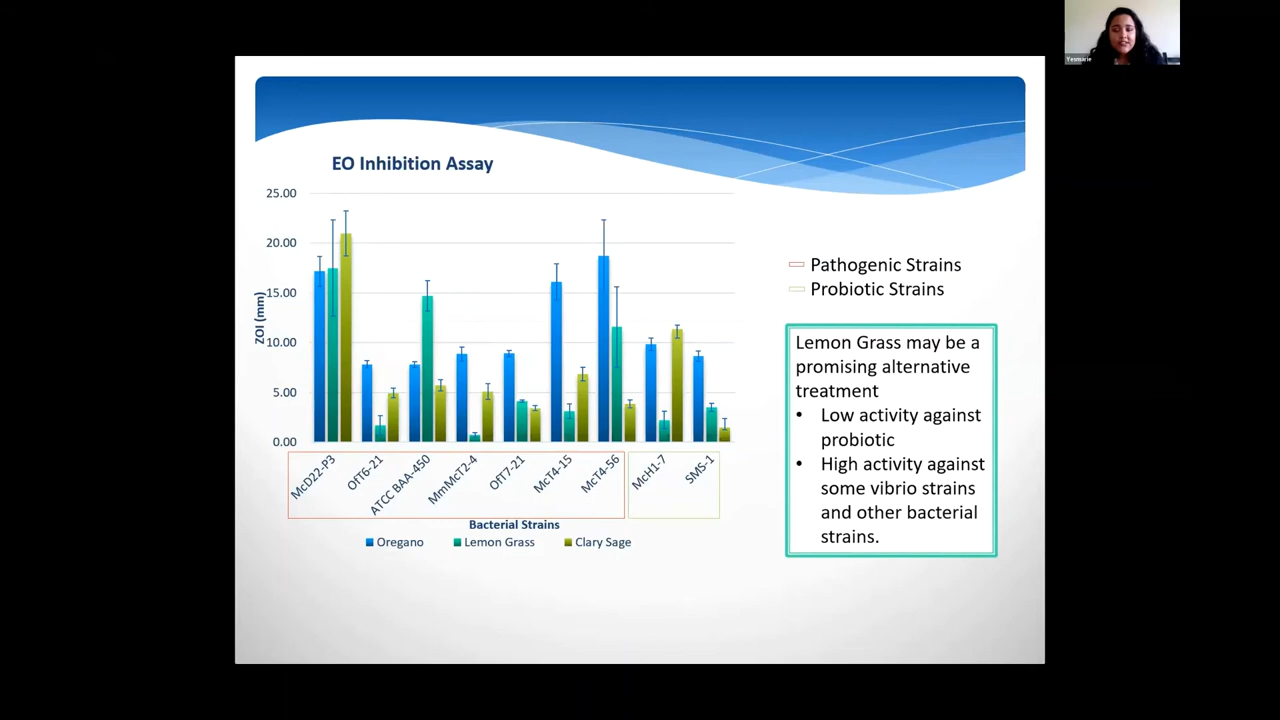 Yesmarie
EO Inhibition Assay
25.00
20.00
15.00
10.00
5.00
0.00
ZOI (mm)
McD22-P3
OfT6-21
ATCC BAA-450
MmMcT2-4
OfT7-21
McT4-15
McT4-56
McH1-7
SMS-1
Bacterial Strains
Oregano
Lemon Grass
Clary Sage
Pathogenic Strains
Probiotic Strains
Lemon Grass may be a
promising alternative
treatment
• Low activity against
probiotic
• High activity against
some vibrio strains
and other bacterial
strains.